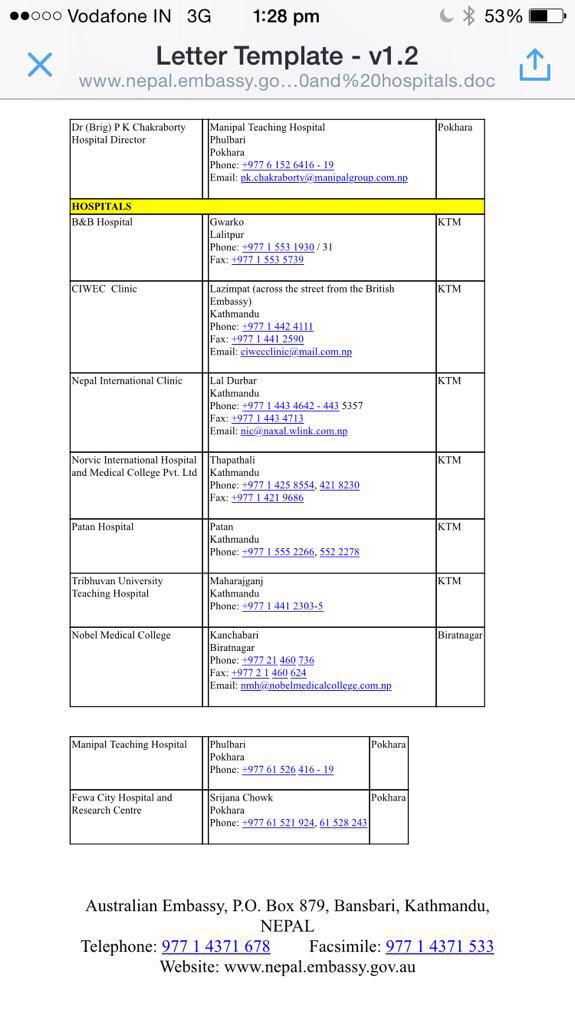 Vodafone IN 3G 1:28 pm 53%
Letter Template - v1.2
www.nepal.embassy.go...0and%20hospitals.doc
Dr (Brig) P K Chakraborty
Hospital Director
Manipal Teaching Hospital
Phulbari
Pokhara
Phone: +977 6 152 6416 - 19
Email: pk.chakraborty@manipalgroup.com.np
Pokhara
HOSPITALS
B&B Hospital
Gwarko
Lalitpur
Phone: +977 1 553 1930 / 31
Fax: +977 1 553 5739
KTM
CIWEC Clinic
Lazimpat (across the street from the British
Embassy)
Kathmandu
Phone: +977 1 442 4111
Fax: +977 1 441 2590
Email: ciwecclinic@mail.com.np
KTM
Nepal International Clinic
Lal Durbar
Kathmandu
Phone: +977 1 443 4642 - 443 5357
Fax: +977 1 443 4713
Email: nic@naxal.wlink.com.np
KTM
Norvic International Hospital
and Medical College Pvt. Ltd
Thapathali
Kathmandu
Phone: +977 1 425 8554, 421 8230
Fax: +977 1 421 9686
KTM
Patan Hospital
Patan
Kathmandu
Phone: +977 1 555 2266, 552 2278
KTM
Tribhuvan University
Teaching Hospital
Maharajganj
Kathmandu
Phone: +977 1 441 2303-5
KTM
Nobel Medical College
Kanchabari
Biratnagar
Phone: +977 21 460 736
Fax: +977 2 1 460 624
Email: nmh@nobelmedicalcollege.com.np
Biratnagar
Manipal Teaching Hospital
Phulbari
Pokhara
Phone: +977 61 526 416 - 19
Pokhara
Fewa City Hospital and
Research Centre
Srijana Chowk
Pokhara
Phone: +977 61 521 924, 61 528 243
Pokhara
Australian Embassy, P.O. Box 879, Bansbari, Kathmandu,
NEPAL
Telephone: 977 1 4371 678 Facsimile: 977 1 4371 533
Website: www.nepal.embassy.gov.au